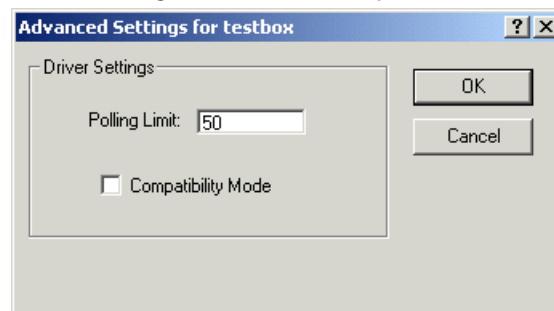 Advanced Settings for testbox
Driver Settings
Polling Limit: 50
Compatibility Mode
OK
Cancel